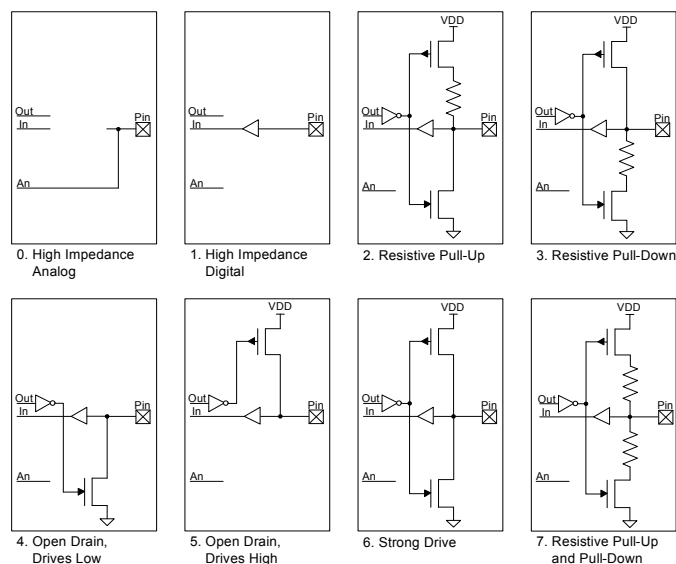 Out
In
An
Pin
0. High Impedance
Analog
Out
In
An
Pin
1. High Impedance
Digital
VDD
Out
In
An
Pin
2. Resistive Pull-Up
VDD
Out
In
An
Pin
3. Resistive Pull-Down
Out
In
An
Pin
4. Open Drain,
Drives Low
VDD
Out
In
An
Pin
5. Open Drain,
Drives High
VDD
Out
In
An
Pin
6. Strong Drive
VDD
Out
In
An
Pin
7. Resistive Pull-Up
and Pull-Down